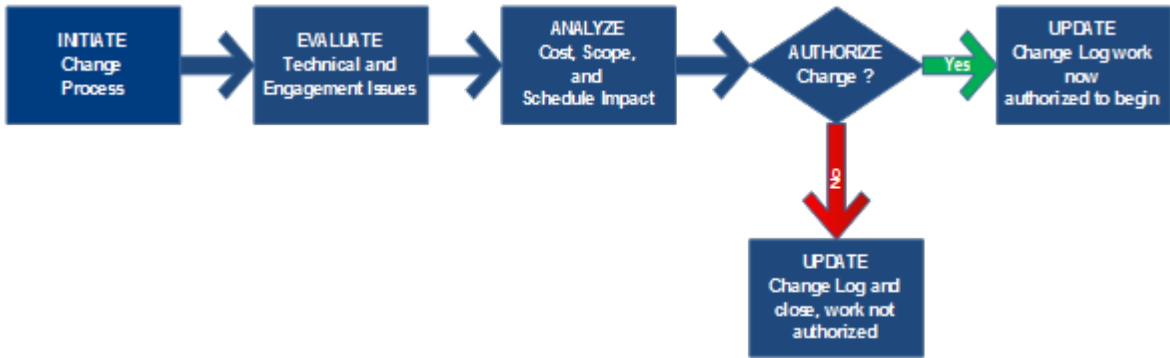 INITIATE
Change
Process
EVALUATE
Technical and
Engagement Issues
ANALYZE
Cost, Scope,
and
Schedule Impact
AUTHORIZE
Change ?
Yes
UPDATE
Change Log work
now
authorized to begin
No
UPDATE
Change Log and
close, work not
authorized